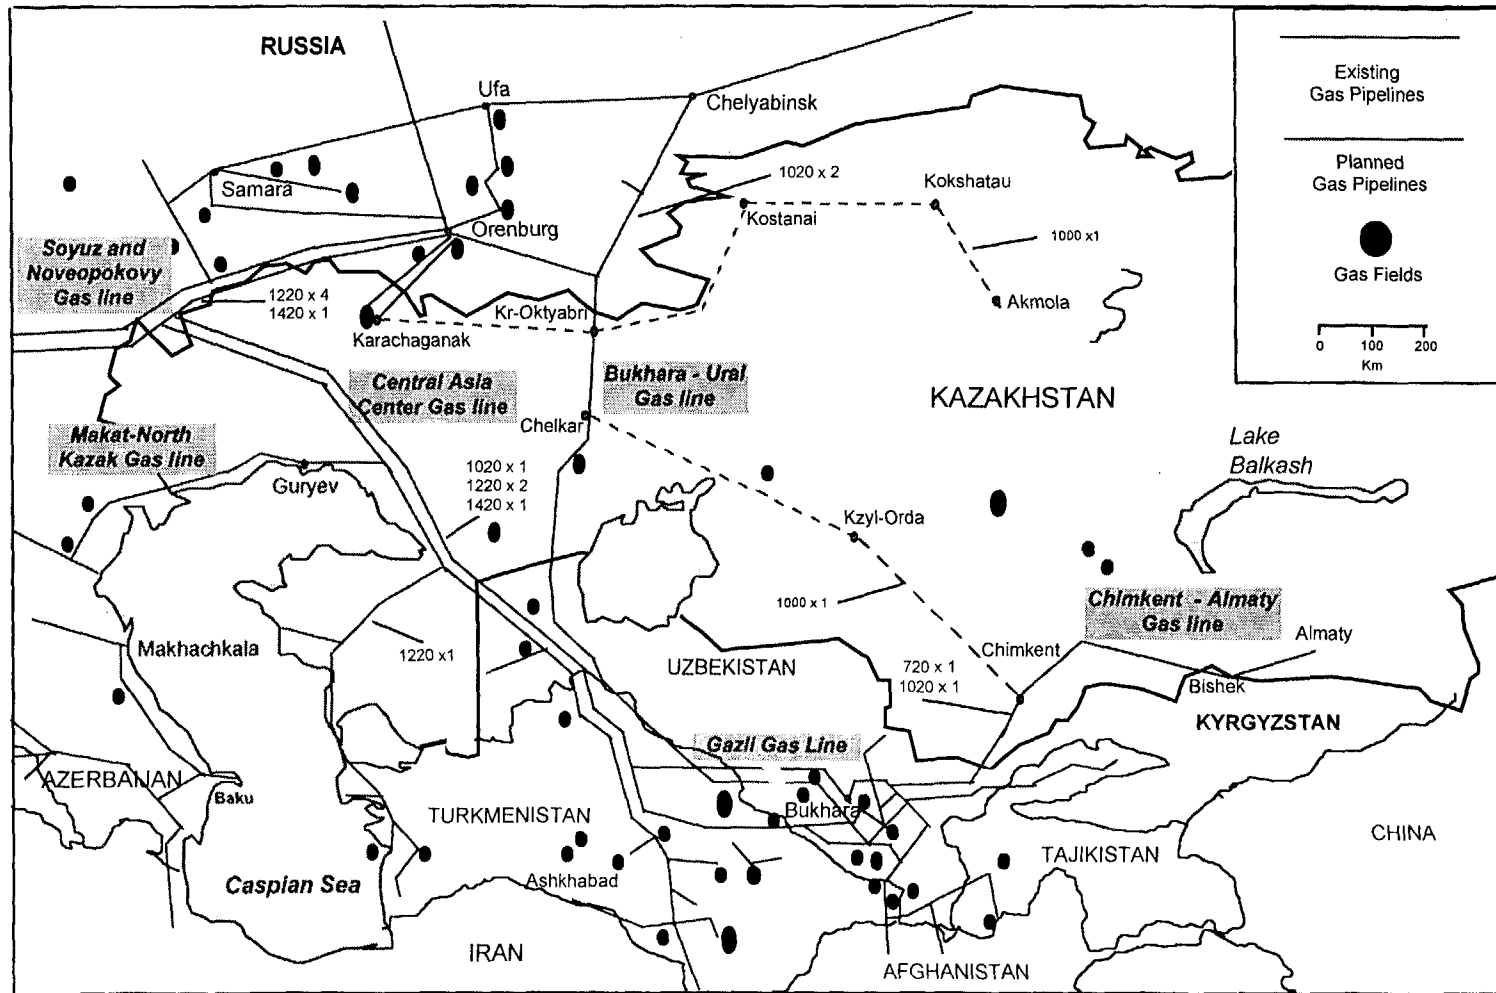 RUSSIA
Ufa
Chelyabinsk
Existing
Gas Pipelines
Planned
Gas Pipelines
Gas Fields
0 100 200
Km
Samara
1020 x 2
Kokshatau
Kostanai
Orenburg
1000 x1
Soyuz and
Noveopokovy
Gas line
1220 x 4
1420 x 1
Akmola
Kr-Oktyabri
Karachaganak
Central Asia
Center Gas line
Bukhara - Ural
Gas line
KAZAKHSTAN
Chelkar
Makat-North
Kazak Gas line
Lake
Balkash
Guryev
1020 x 1
1220 x 2
1420 x 1
Kzyl-Orda
1000 x 1
Chimkent - Almaty
Gas line
Almaty
Makhachkala
1220 x1
UZBEKISTAN
Chimkent
720 x 1
1020 x 1
Bishek
KYRGYZSTAN
Gazli Gas Line
AZERBAIJAN
Baku
TURKMENISTAN
Bukhara
CHINA
TAJIKISTAN
Ashkhabad
Caspian Sea
IRAN
AFGHANISTAN